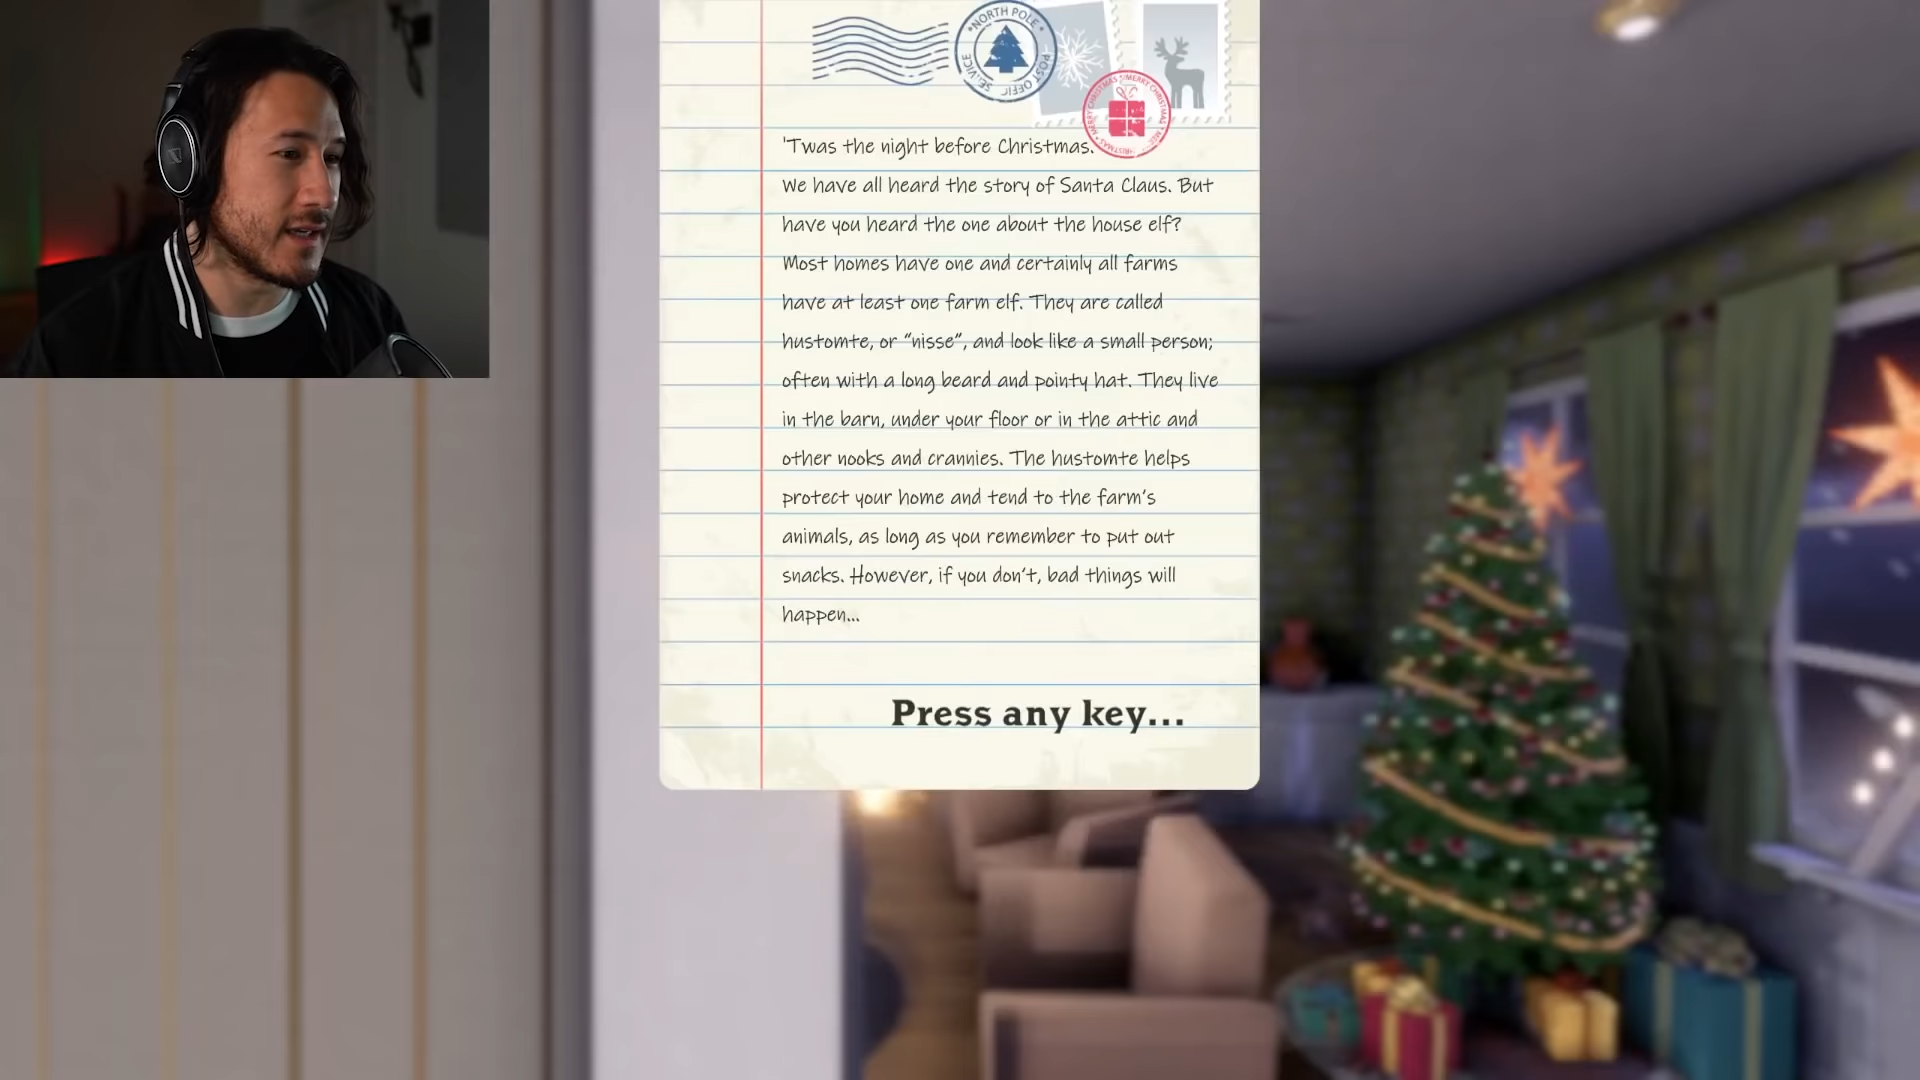 NORTH POLE
POST OFFIC SE.VICE
MERRY CHRISTMAS
'Twas the night before Christmas.
We have all heard the story of Santa Claus. But
have you heard the one about the house elf?
Most homes have one and certainly all farms
have at least one farm elf. They are called
hustomte, or “nisse”, and look like a small person;
often with a long beard and pointy hat. They live
in the barn, under your floor or in the attic and
other nooks and crannies. The hustomte helps
protect your home and tend to the farm's
animals, as long as you remember to put out
snacks. However, if you don't, bad things will
happen...
Press any key...